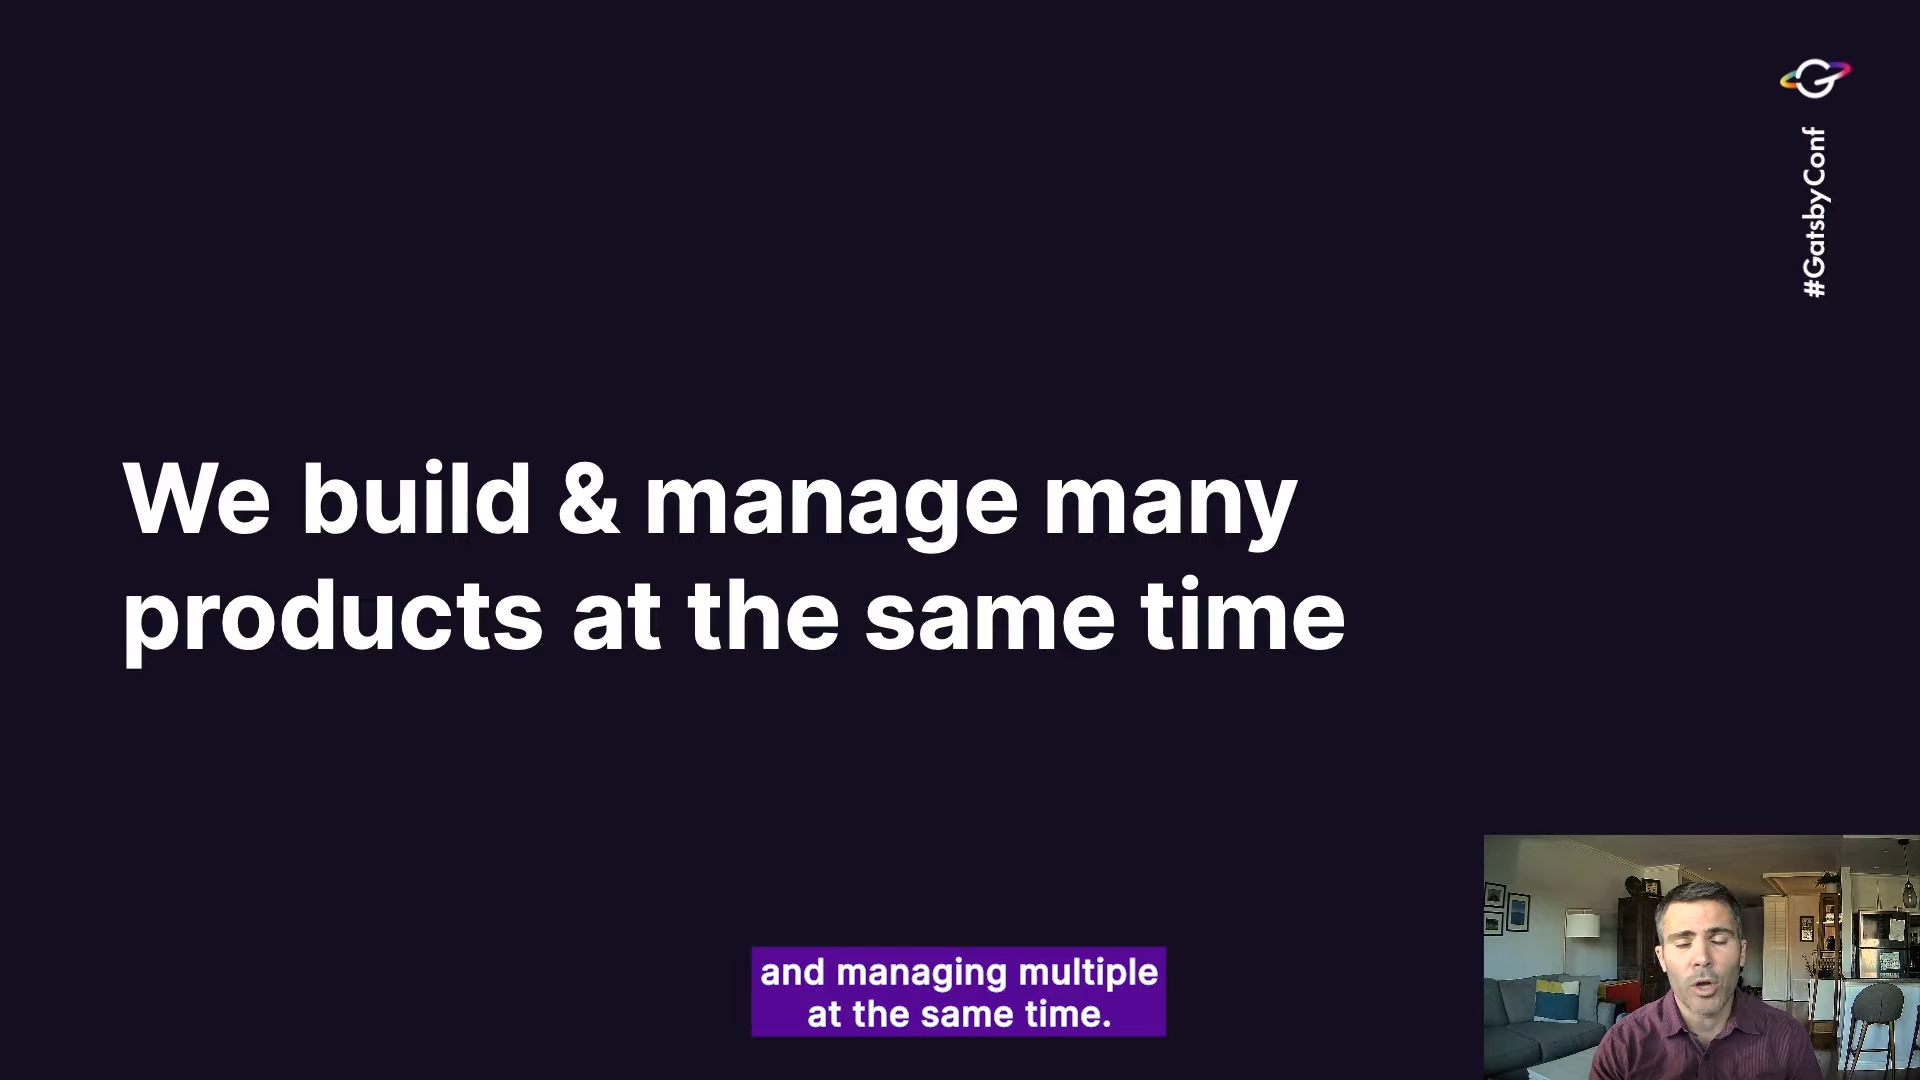 #GatsbyConf
We build & manage many
products at the same time
and managing multiple
at the same time.